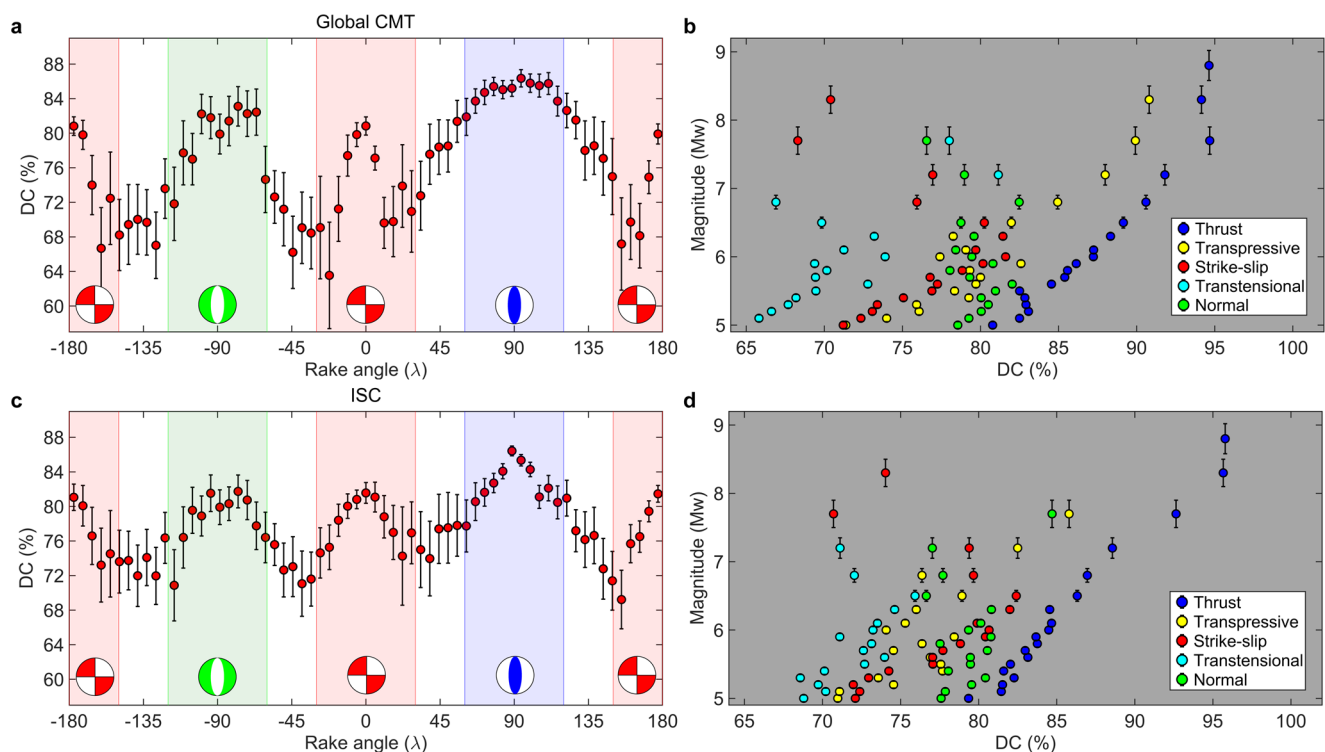 a
Global CMT
DC (%)
88
84
80
76
72
68
64
60
-180 -135 -90 -45 0 45 90 135 180
Rake angle (λ)
b
Magnitude (Mw)
9
8
7
6
5
65 70 75 80 85 90 95 100
DC (%)
Thrust
Transpressive
Strike-slip
Transtensional
Normal
c
ISC
DC (%)
88
84
80
76
72
68
64
60
-180 -135 -90 -45 0 45 90 135 180
Rake angle (λ)
d
Magnitude (Mw)
9
8
7
6
5
65 70 75 80 85 90 95 100
DC (%)
Thrust
Transpressive
Strike-slip
Transtensional
Normal